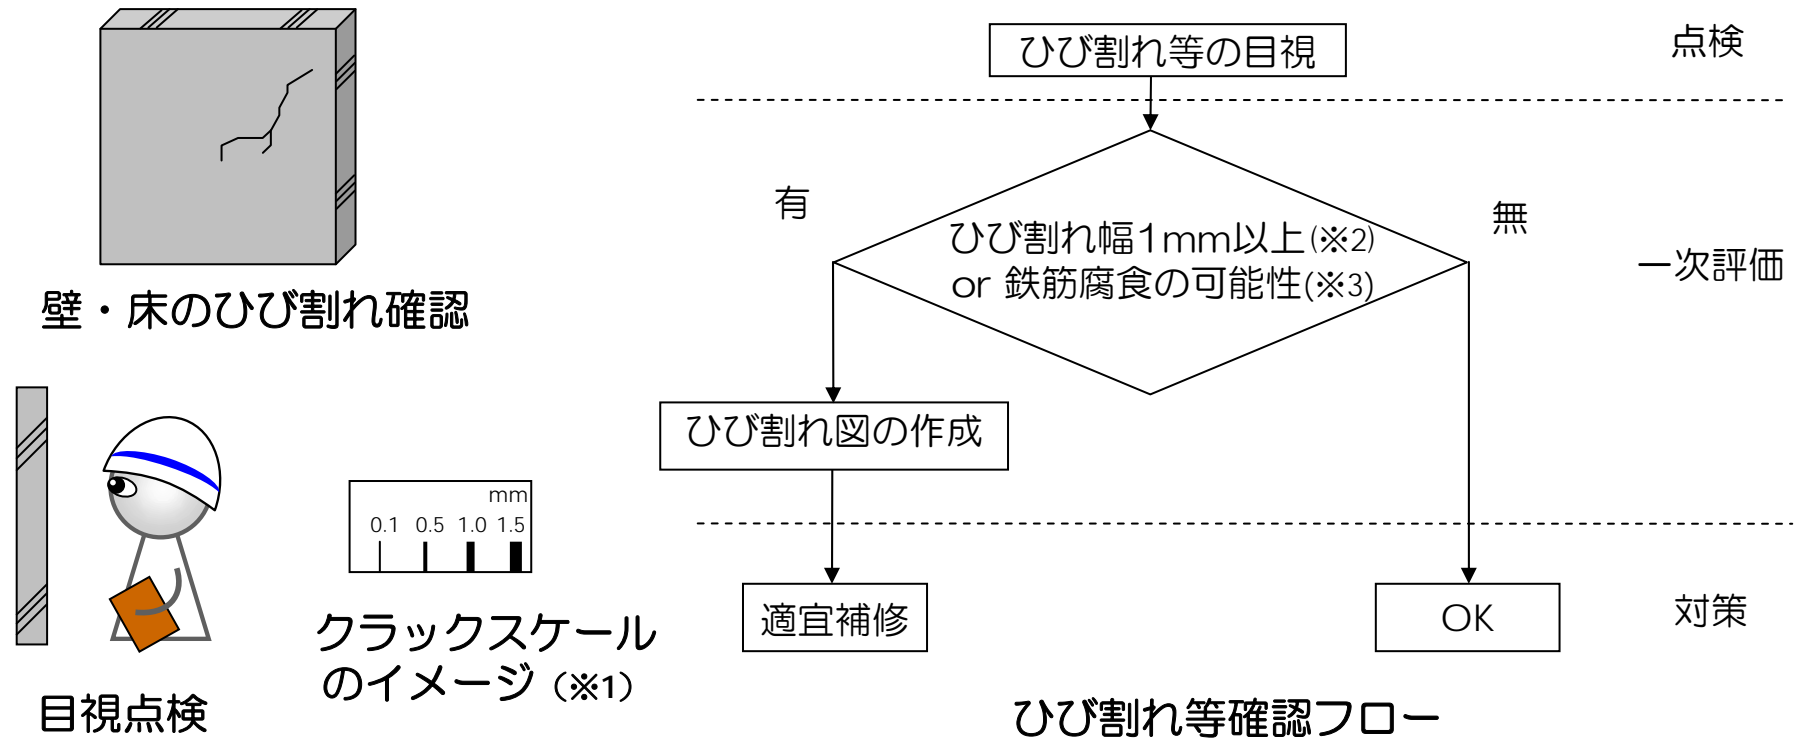 壁・床のひび割れ確認
目視点検
mm
0.1 0.5 1.0 1.5
クラックスケール
のイメージ（※1）
ひび割れ等の目視
点検
有
無
ひび割れ幅1mm以上(※2)
or 鉄筋腐食の可能性(※3)
一次評価
ひび割れ図の作成
適宜補修
OK
対策
ひび割れ等確認フロー